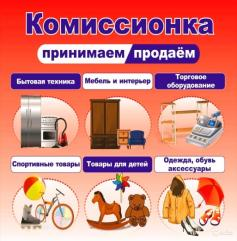 Комиссионка
принимаем продаём
Бытовая техника
Мебель и интерьер
Торговое
оборудование
Спортивные товары
Товары для детей
Одежда, обувь
аксессуары